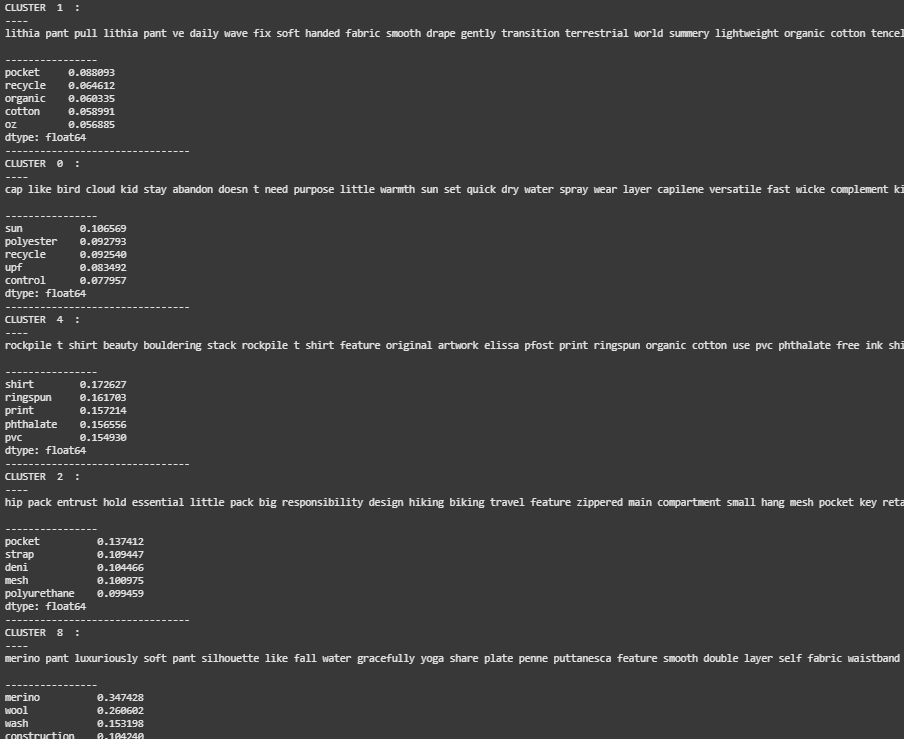 CLUSTER  1  :
----
lithia pant pull lithia pant ve daily wave fix soft handed fabric smooth drape gently transition terrestrial world summery lightweight organic cotton tencel
----------------
pocket     0.088093
recycle    0.064612
organic    0.060335
cotton     0.058991
oz         0.056885
dtype: float64
--------------------------------
CLUSTER  0  :
----
cap like bird cloud kid stay abandon doesn t need purpose little warmth sun set quick dry water spray wear layer capilene versatile fast wicke complement ki
----------------
sun          0.106569
polyester    0.092793
recycle      0.092540
upf          0.083492
control      0.077957
dtype: float64
--------------------------------
CLUSTER  4  :
----
rockpile t shirt beauty bouldering stack rockpile t shirt feature original artwork elissa pfost print ringspun organic cotton use pvc phthalate free ink shi
----------------
shirt        0.172627
ringspun     0.161703
print        0.157214
phthalate    0.156556
pvc          0.154930
dtype: float64
--------------------------------
CLUSTER  2  :
----
hip pack entrust hold essential little pack big responsibility design hiking biking travel feature zippered main compartment small hang mesh pocket key reta
----------------
pocket          0.137412
strap           0.109447
deni            0.104466
mesh            0.100975
polyurethane    0.099459
dtype: float64
--------------------------------
CLUSTER  8  :
----
merino pant luxuriously soft pant silhouette like fall water gracefully yoga share plate penne puttanesca feature smooth double layer self fabric waistband
----------------
merino          0.347428
wool            0.260602
wash            0.153198
construction    0.104240